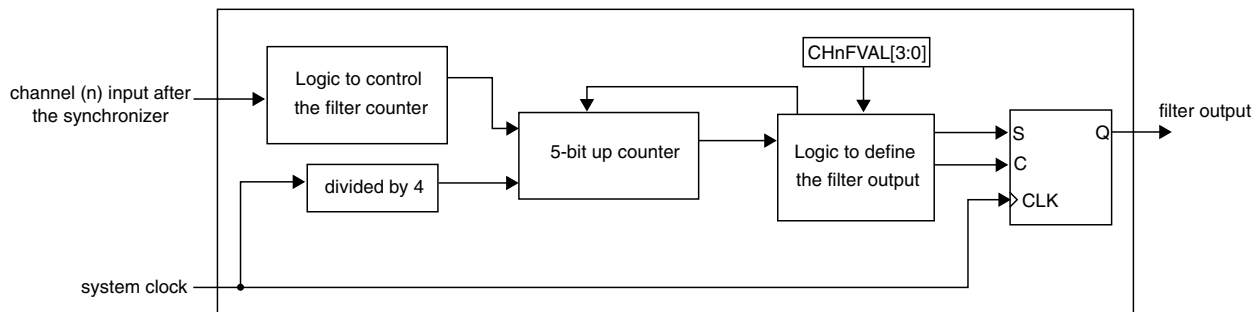 CHnFVAL[3:0]
Logic to control
the filter counter
channel (n) input after
the synchronizer
filter output
S
Q
5-bit up counter
Logic to define
the filter output
C
divided by 4
CLK
system clock